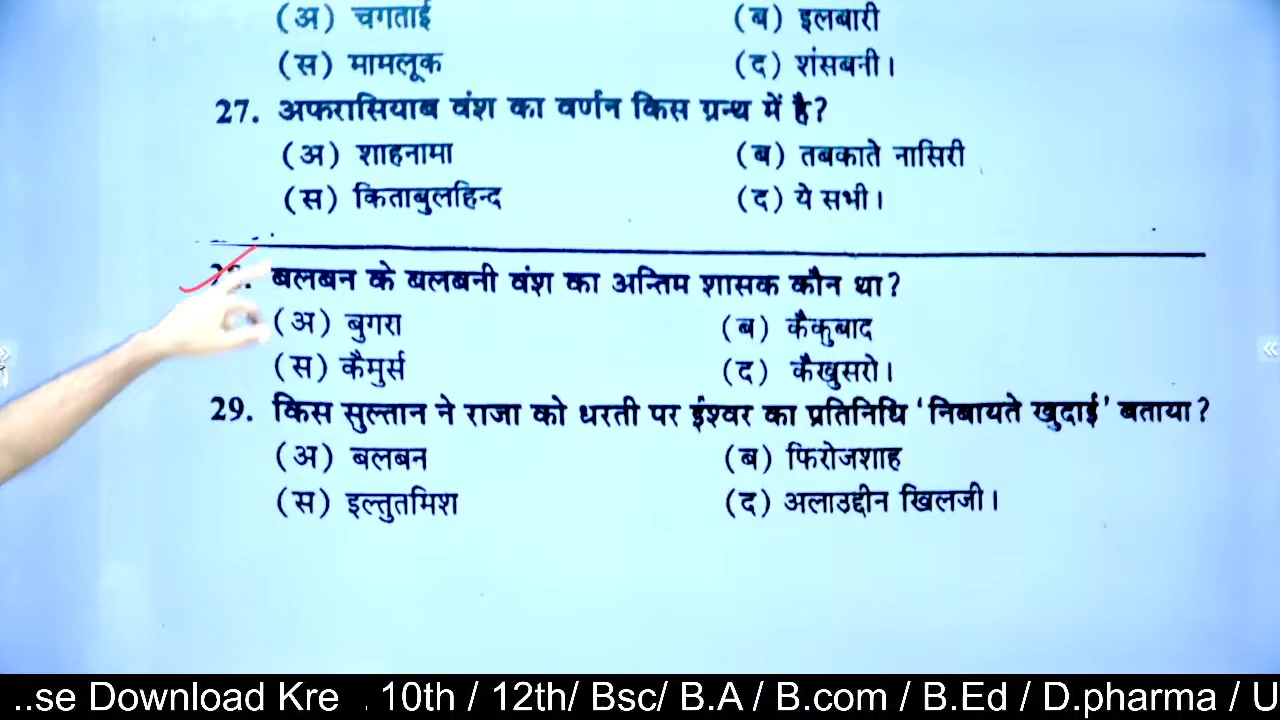 (अ) चगताई (ब) इलबारी
(स) मामलूक (द) शंसबनी।
27. अफरासियाब वंश का वर्णन किस ग्रन्थ में है?
(अ) शाहनामा (ब) तबकाते नासिरी
(स) किताबुलहिन्द (द) ये सभी।
बलबन के बलबनी वंश का अन्तिम शासक कौन था?
(अ) बुगरा (ब) कैकुबाद
(स) कैमुर्स (द) कैखुसरो।
29. किस सुल्तान ने राजा को धरती पर ईश्वर का प्रतिनिधि 'निबायते खुदाई' बताया?
(अ) बलबन (ब) फिरोजशाह
(स) इल्तुतमिश (द) अलाउद्दीन खिलजी।
..se Download Kre . 10th / 12th/ Bsc/ B.A / B.com / B.Ed / D.pharma / U